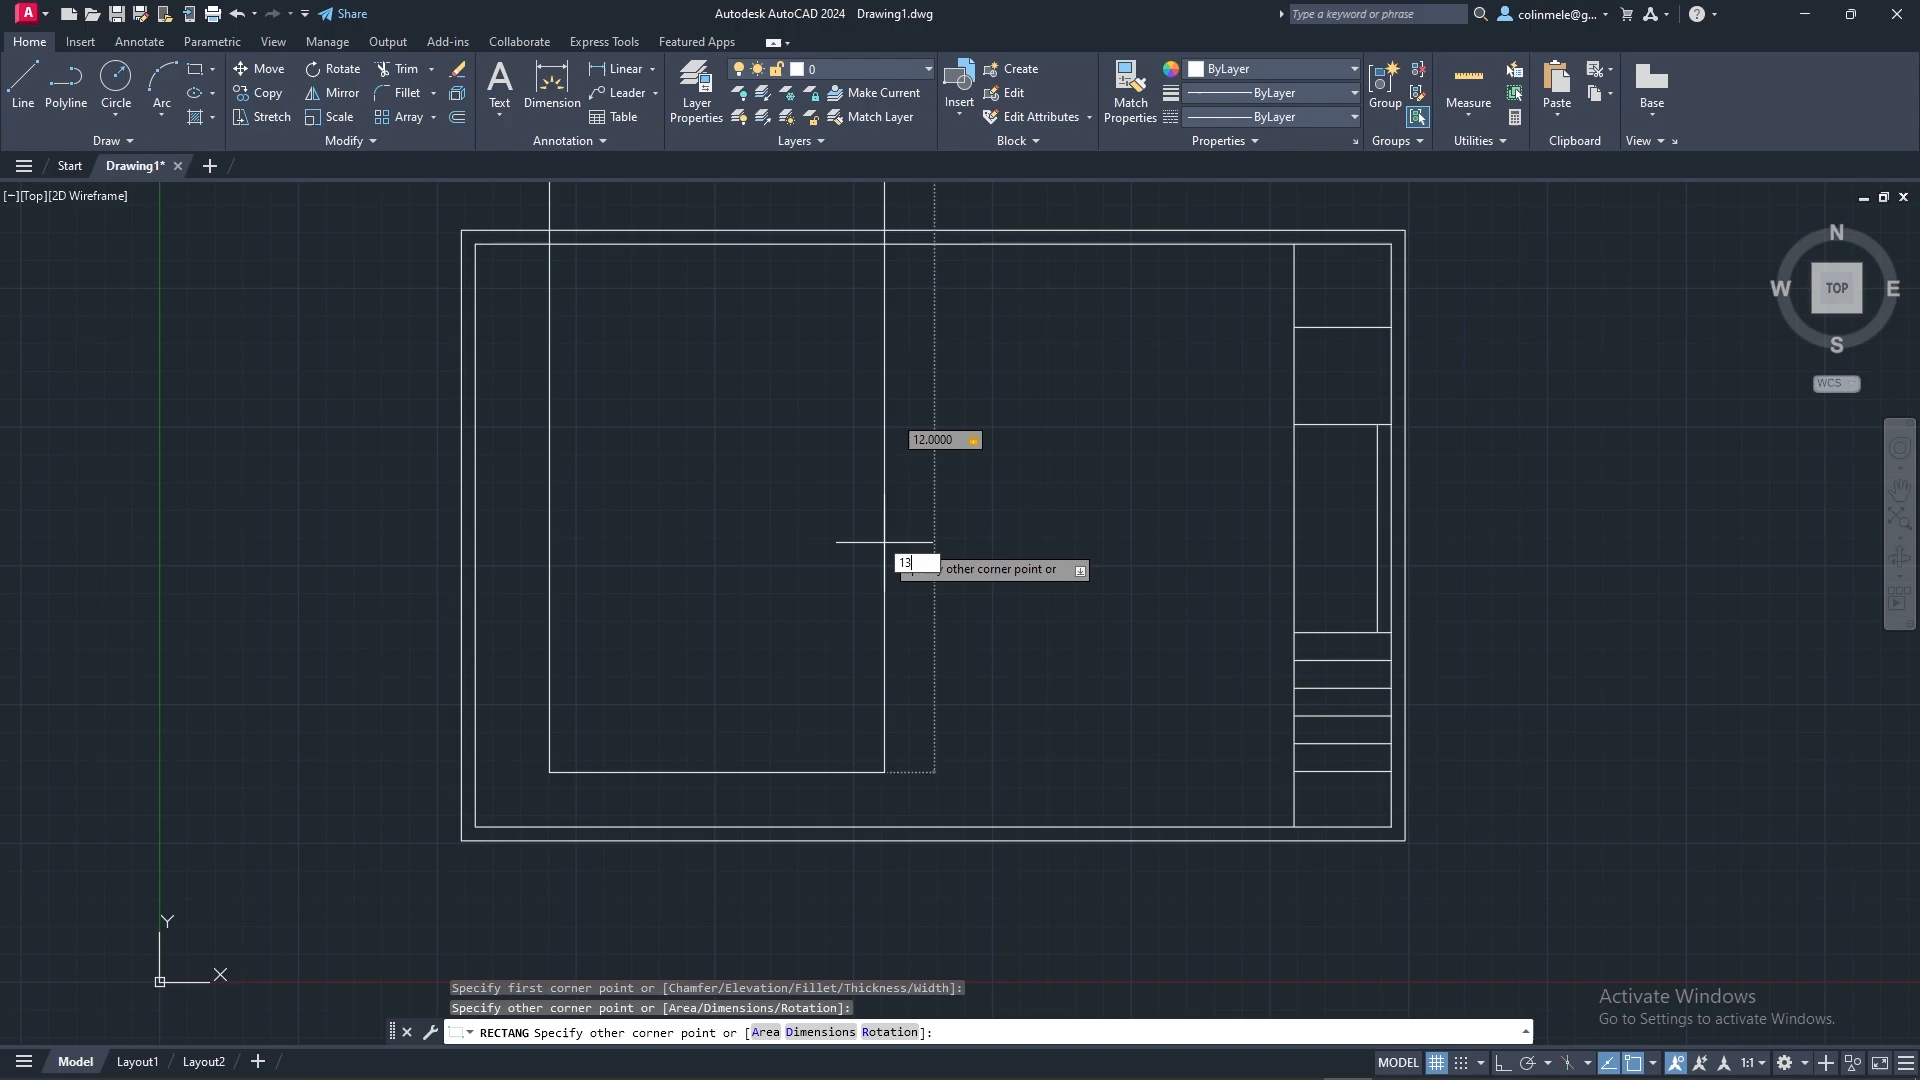 Share
Autodesk AutoCAD 2024 Drawing1.dwg
Type a keyword or phrase
colinmele@g...
Home Insert Annotate Parametric View Manage Output Add-ins Collaborate Express Tools Featured Apps
Line Polyline Circle Arc
Move Rotate Trim
Copy Mirror Fillet
Stretch Scale Array
Text Dimension
Linear
Leader
Table
Layer Properties
0
Make Current
Match Layer
Insert
Create
Edit
Edit Attributes
Match Properties
ByLayer
ByLayer
ByLayer
Group
Measure
Paste
Base
Draw Modify Annotation Layers Block Properties Groups Utilities Clipboard View
Start Drawing1*
[−][Top][2D Wireframe]
N
W TOP E
S
WCS
12.0000
13
other corner point or
Y
X
Specify first corner point or [Chamfer/Elevation/Fillet/Thickness/Width]:
Specify other corner point or [Area/Dimensions/Rotation]:
RECTANG Specify other corner point or [Area Dimensions Rotation]:
Activate Windows
Go to Settings to activate Windows.
Model Layout1 Layout2
MODEL 1:1